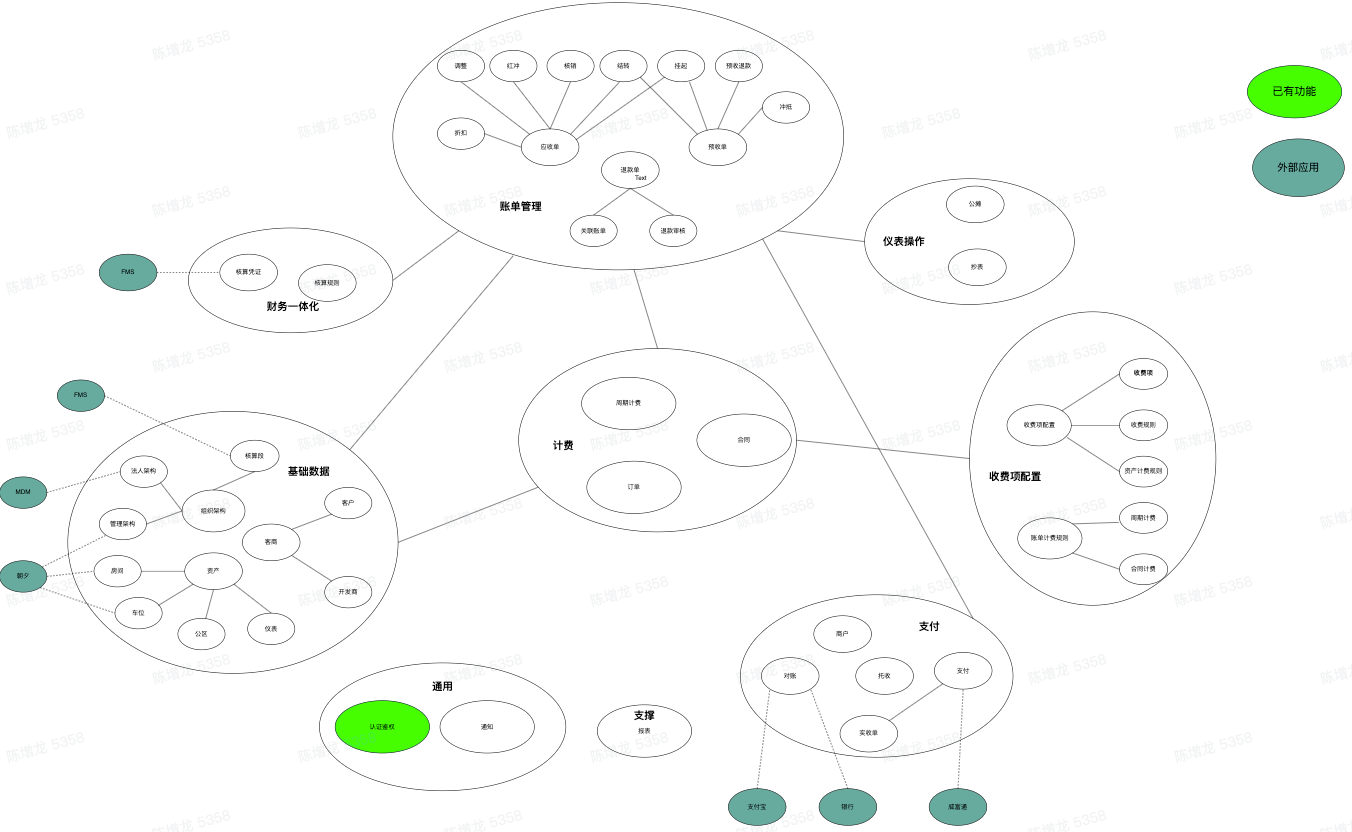 已有功能
外部应用
调整
红冲
核销
结转
挂起
预收退款
冲抵
折扣
应收单
预收单
退款单
Text
账单管理
关联账单
退款审核
公摊
仪表操作
抄表
FMS
核算凭证
核算规则
财务一体化
FMS
MDM
朝夕
核算段
法人架构
基础数据
组织架构
管理架构
客户
客商
房间
资产
开发商
车位
公区
仪表
周期计费
合同
计费
订单
收费项
收费项配置
收费规则
资产计费规则
收费项配置
周期计费
账单计费规则
合同计费
支付
商户
对账
托收
支付
实收单
支付宝
银行
威富通
通用
认证鉴权
通知
支撑
报表
陈增龙 5358